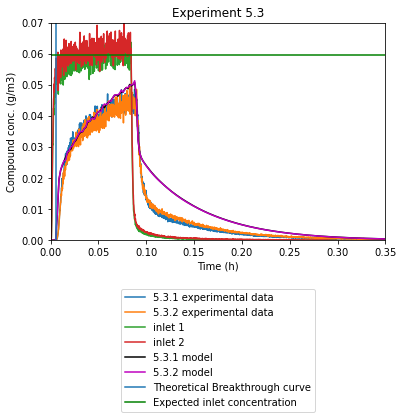 Experiment 5.3
0.07
0.06
0.05
0.04
0.03
0.02
0.01
0.00
Compound conc. (g/m3)
0.00 0.05 0.10 0.15 0.20 0.25 0.30 0.35
Time (h)
5.3.1 experimental data
5.3.2 experimental data
inlet 1
inlet 2
5.3.1 model
5.3.2 model
Theoretical Breakthrough curve
Expected inlet concentration